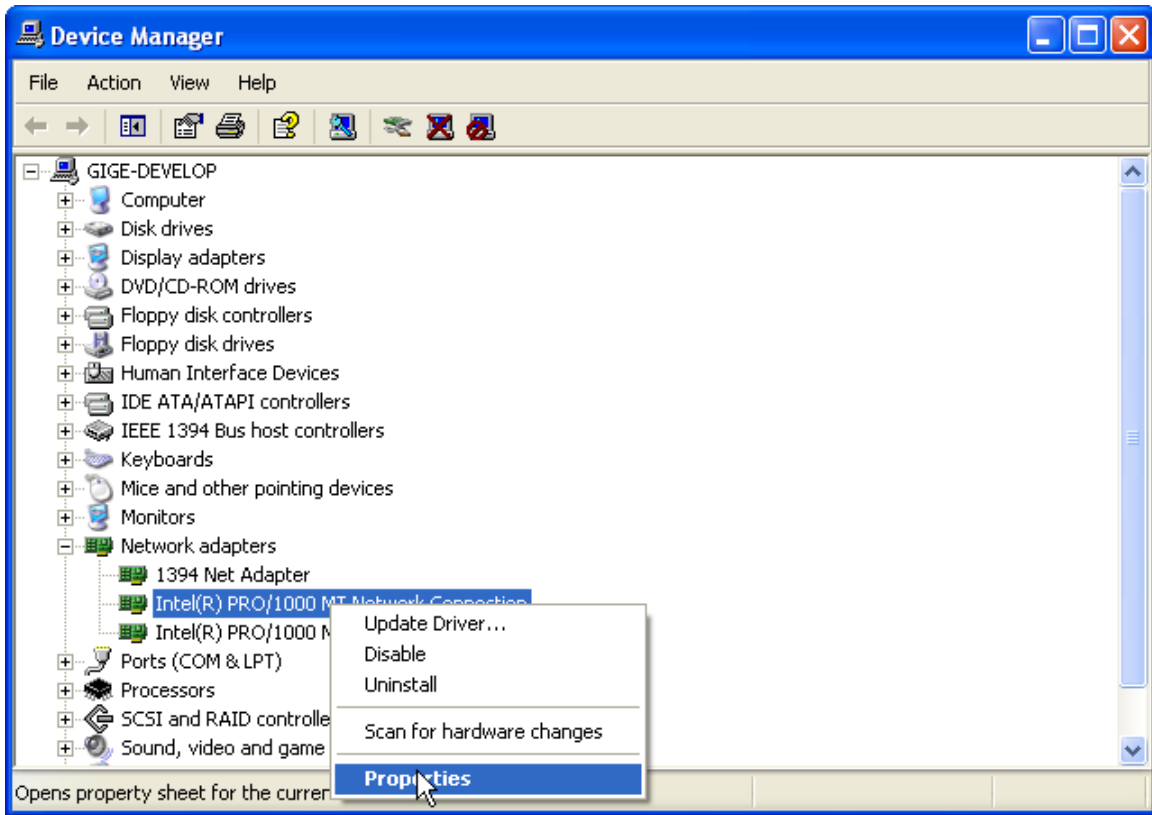 Device Manager
File Action View Help
GIGE-DEVELOP
Computer
Disk drives
Display adapters
DVD/CD-ROM drives
Floppy disk controllers
Floppy disk drives
Human Interface Devices
IDE ATA/ATAPI controllers
IEEE 1394 Bus host controllers
Keyboards
Mice and other pointing devices
Monitors
Network adapters
1394 Net Adapter
Intel(R) PRO/1000 MT Network Connection
Intel(R) PRO/1000 M
Ports (COM & LPT)
Processors
SCSI and RAID controlle
Sound, video and game
Update Driver...
Disable
Uninstall
Scan for hardware changes
Properties
Opens property sheet for the curren